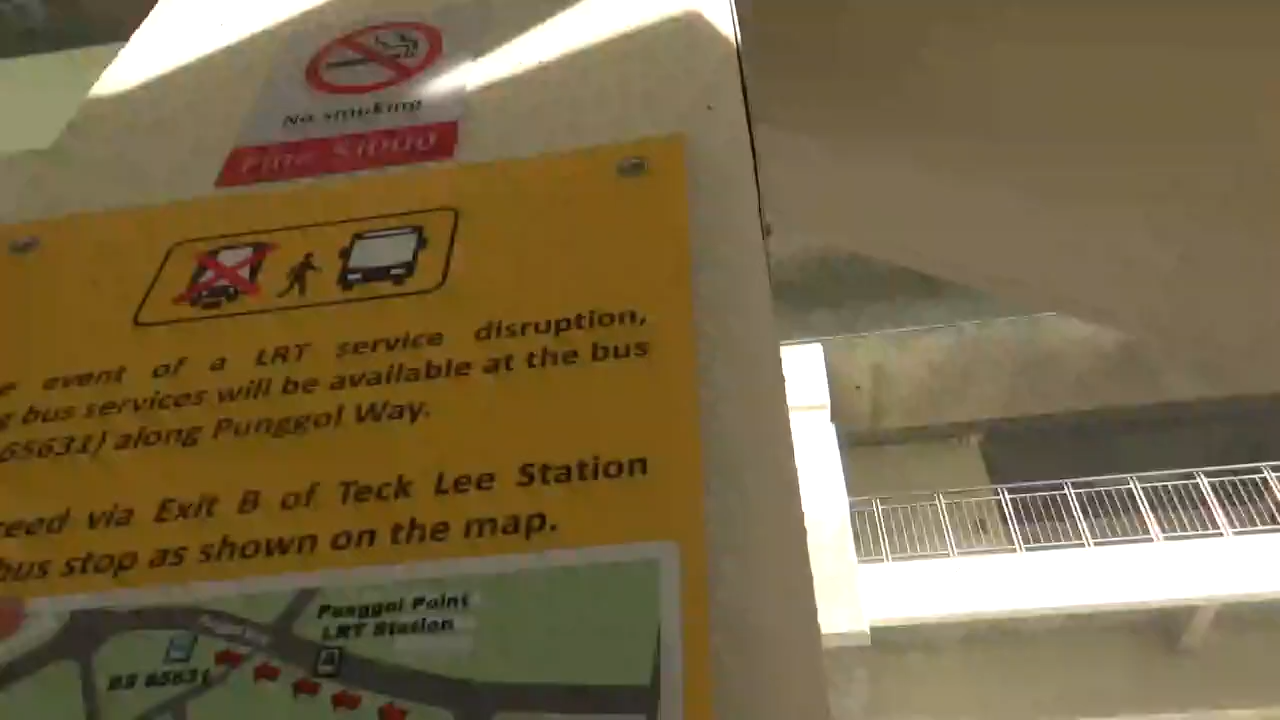 No smoking
Fine $1000
event of a LRT service disruption,
bus services will be available at the bus
65631) along Punggol Way.
via Exit B of Teck Lee Station
bus stop as shown on the map.
Punggol Point
LRT Station
BS 65631